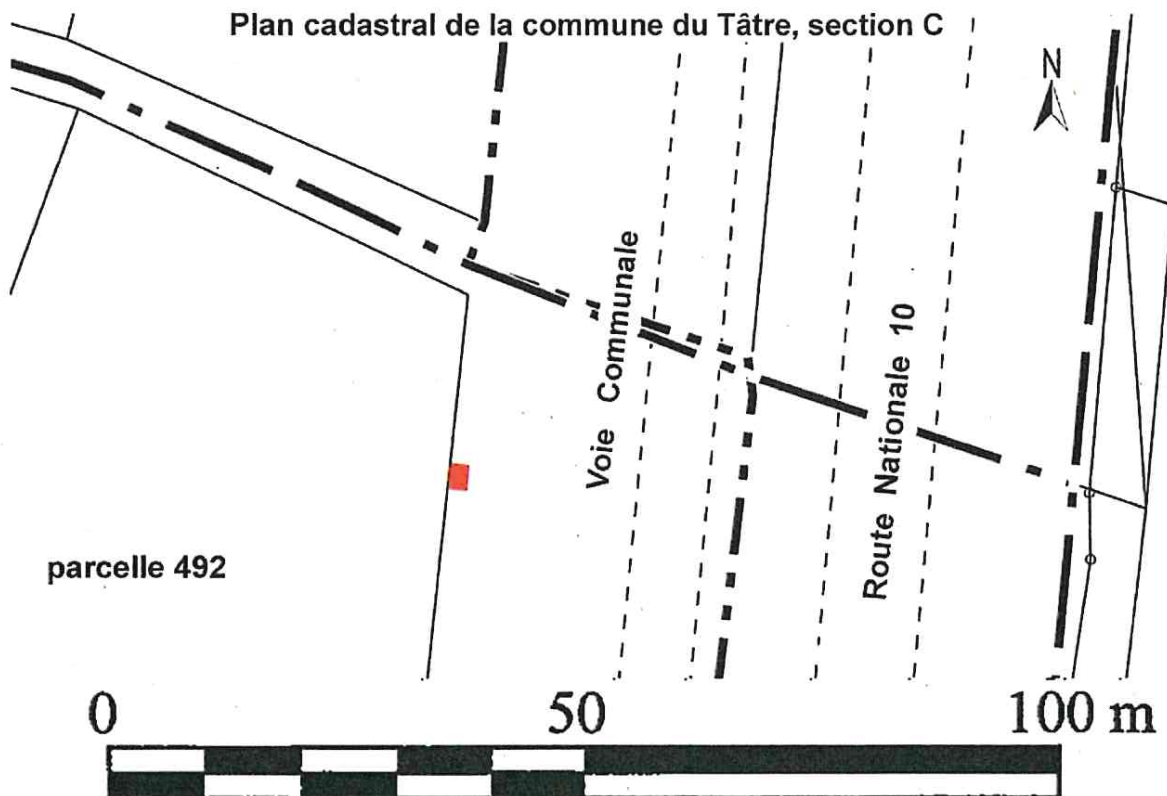 Plan cadastral de la commune du Tâtre, section C
N
Voie Communale
Route Nationale 10
parcelle 492
0 50 100 m